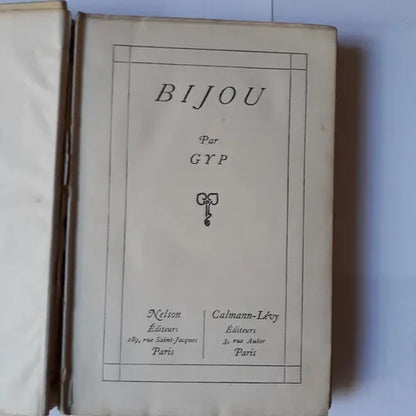 BIJOU
Par
GYP
Nelson
Éditeurs
189, rue Saint-Jacques
Paris
Calmann-Lévy
Éditeurs
3, rue Auber
Paris